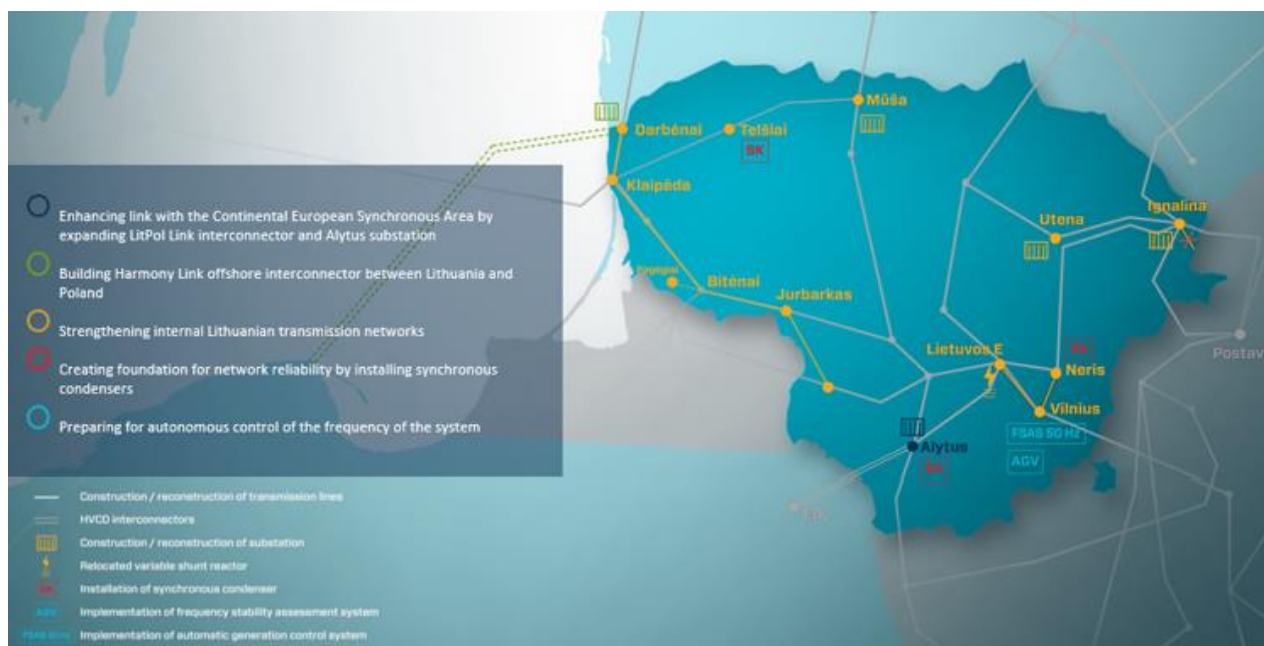 Darbėnai
Telšiai
SK
Mūša
Klaipėda
Utena
Ignalina
Bitėnai
Jurbarkas
Lietuvos E
Neris
Vilnius
FSAS 50 Hz
AGV
Alytus
SK
Postav
Enhancing link with the Continental European Synchronous Area by
expanding LitPol Link interconnector and Alytus substation
Building Harmony Link offshore interconnector between Lithuania and
Poland
Strengthening internal Lithuanian transmission networks
Creating foundation for network reliability by installing synchronous
condensers
Preparing for autonomous control of the frequency of the system
Construction / reconstruction of transmission lines
HVCD interconnectors
Construction / reconstruction of substation
Relocated variable shunt reactor
SK Installation of synchronous condenser
AGV Implementation of frequency stability assessment system
FSAS 50 Hz Implementation of automatic generation control system